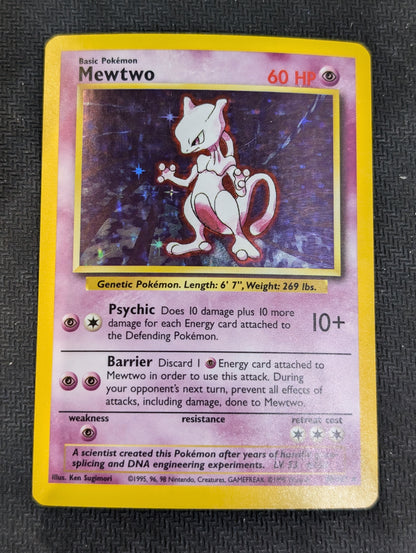 Basic Pokémon
Mewtwo 60 HP
Genetic Pokémon. Length: 6' 7", Weight: 269 lbs.
Psychic Does 10 damage plus 10 more
damage for each Energy card attached to
the Defending Pokémon.
10+
Barrier Discard 1 Energy card attached to
Mewtwo in order to use this attack. During
your opponent's next turn, prevent all effects of
attacks, including damage, done to Mewtwo.
weakness resistance retreat cost
A scientist created this Pokémon after years of
splicing and DNA engineering experiments. LV. 53
Illus. Ken Sugimori ©1995, 96, 98 Nintendo, Creatures, GAMEFREAK.